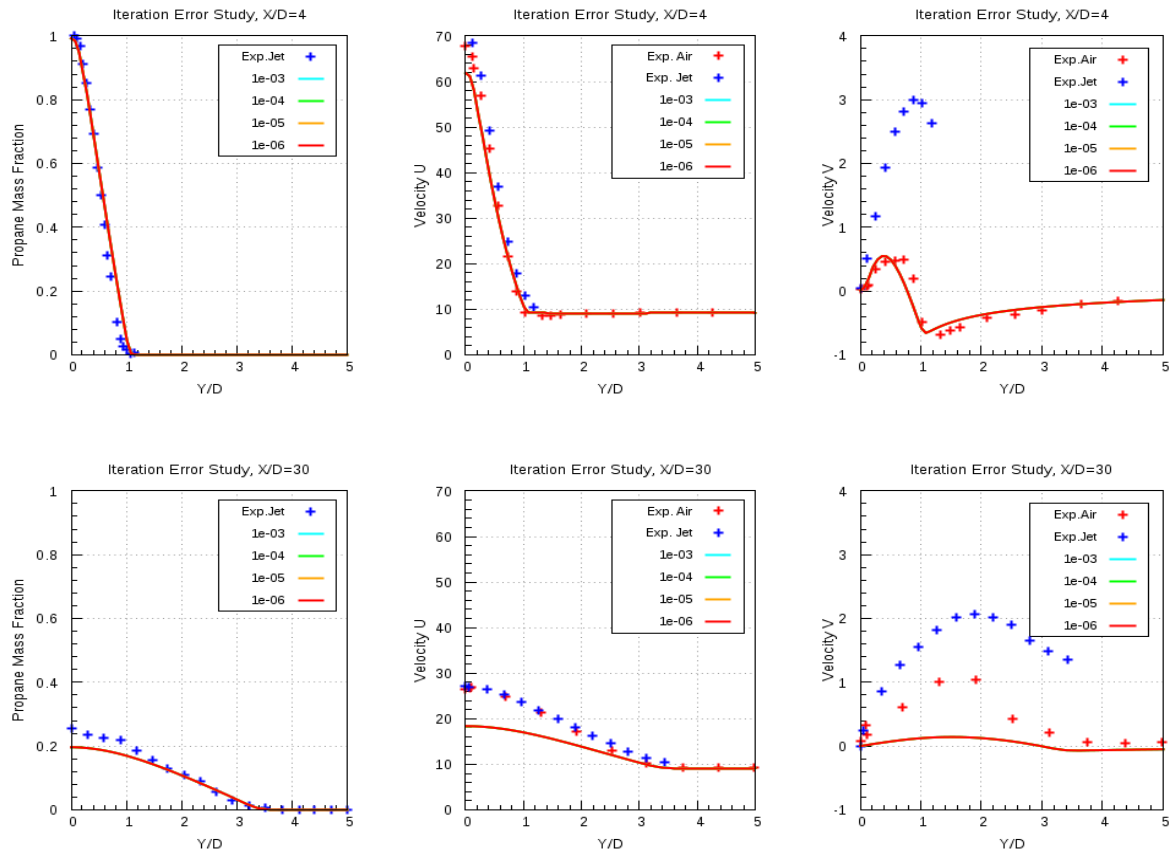 Iteration Error Study, X/D=4
1
0.8
0.6
0.4
0.2
0
Propane Mass Fraction
Exp.Jet
1e-03
1e-04
1e-05
1e-06
0 1 2 3 4 5
Y/D
Iteration Error Study, X/D=4
70
60
50
40
30
20
10
0
Velocity U
Exp.Air
Exp. Jet
1e-03
1e-04
1e-05
1e-06
0 1 2 3 4 5
Y/D
Iteration Error Study, X/D=4
4
3
2
1
0
-1
Velocity V
Exp.Air
Exp.Jet
1e-03
1e-04
1e-05
1e-06
0 1 2 3 4 5
Y/D
Iteration Error Study, X/D=30
1
0.8
0.6
0.4
0.2
0
Propane Mass Fraction
Exp.Jet
1e-03
1e-04
1e-05
1e-06
0 1 2 3 4 5
Y/D
Iteration Error Study, X/D=30
70
60
50
40
30
20
10
0
Velocity U
Exp.Air
Exp. Jet
1e-03
1e-04
1e-05
1e-06
0 1 2 3 4 5
Y/D
Iteration Error Study, X/D=30
4
3
2
1
0
-1
Velocity V
Exp.Air
Exp.Jet
1e-03
1e-04
1e-05
1e-06
0 1 2 3 4 5
Y/D